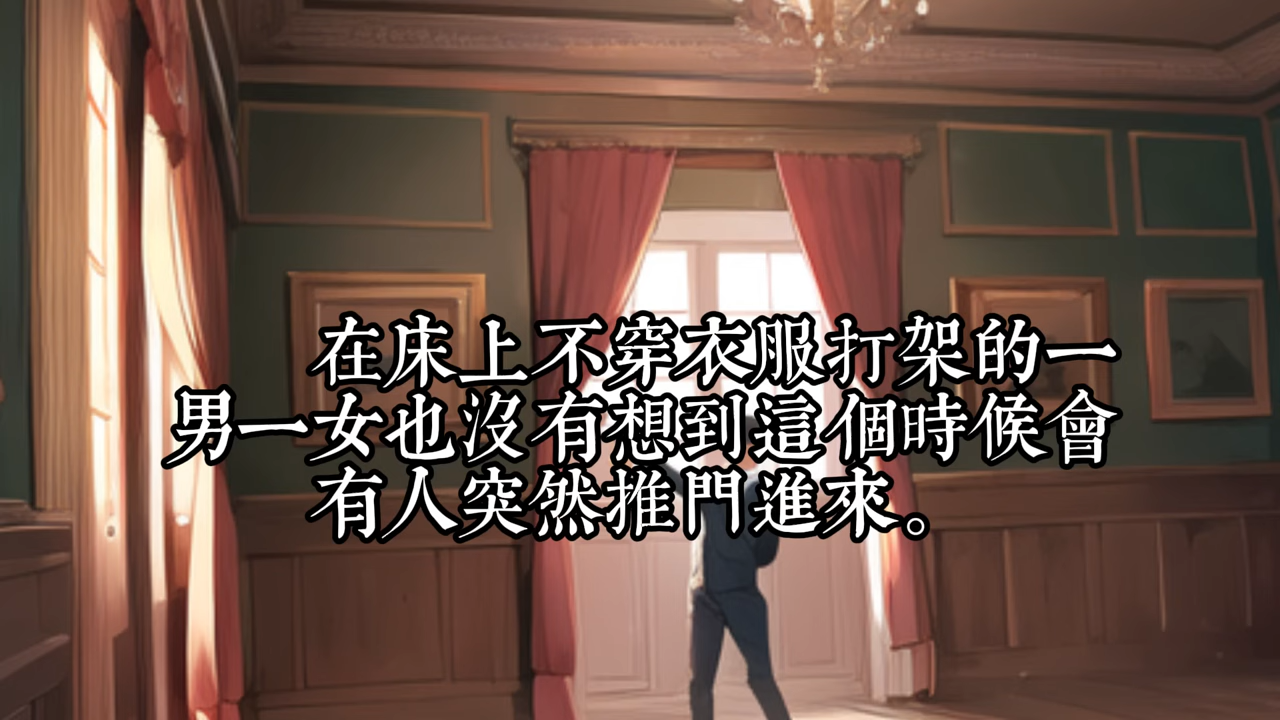 在床上不穿衣服打架的一
男一女也沒有想到這個時候會
有人突然推門進來。